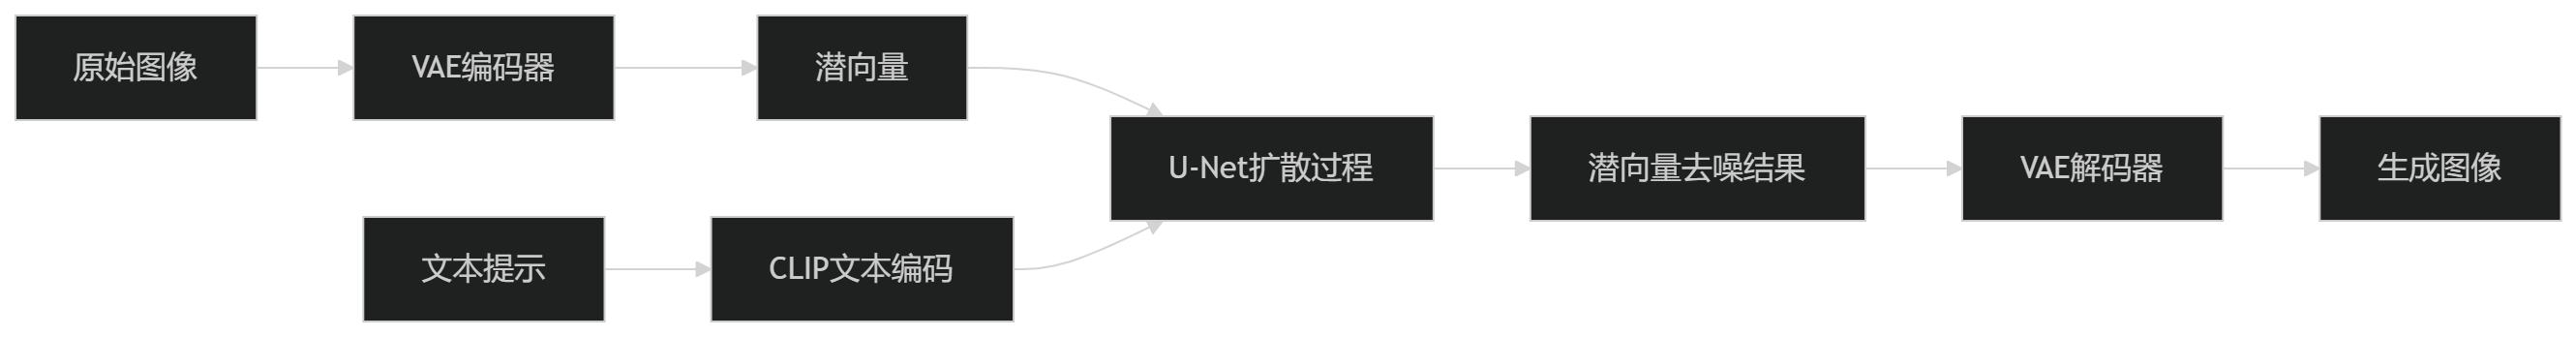 原始图像
VAE编码器
潜向量
文本提示
CLIP文本编码
U-Net扩散过程
潜向量去噪结果
VAE解码器
生成图像